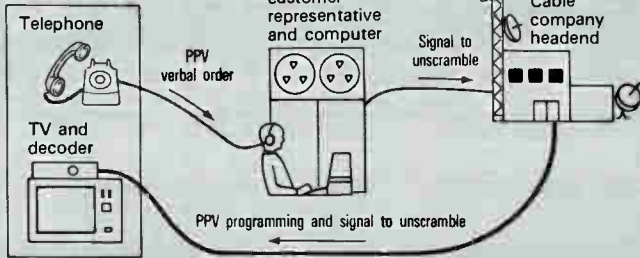 Telephone
TV and
decoder
PPV
verbal order
customer
representative
and computer
Signal to
unscramble
Cable
company
headend
PPV programming and signal to unscramble